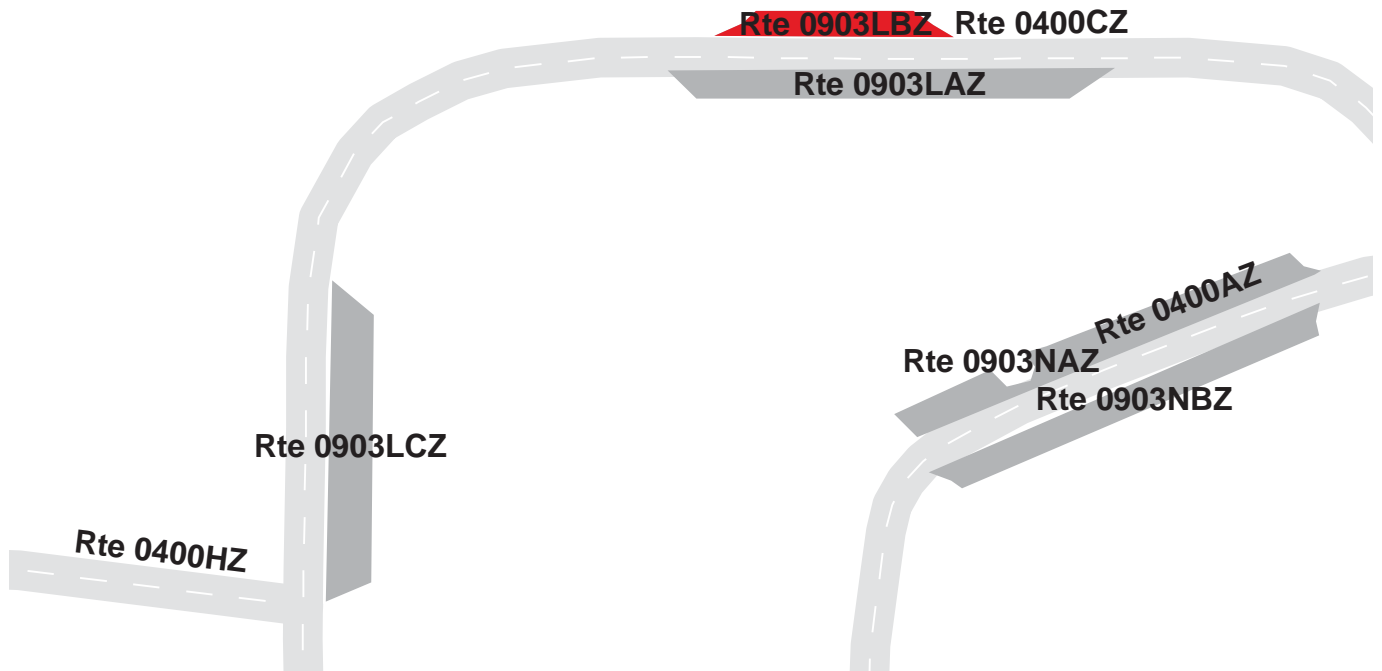 Rte 0903LBZ
Rte 0400CZ
Rte 0903LAZ
Rte 0400AZ
Rte 0903NAZ
Rte 0903NBZ
Rte 0903LCZ
Rte 0400HZ